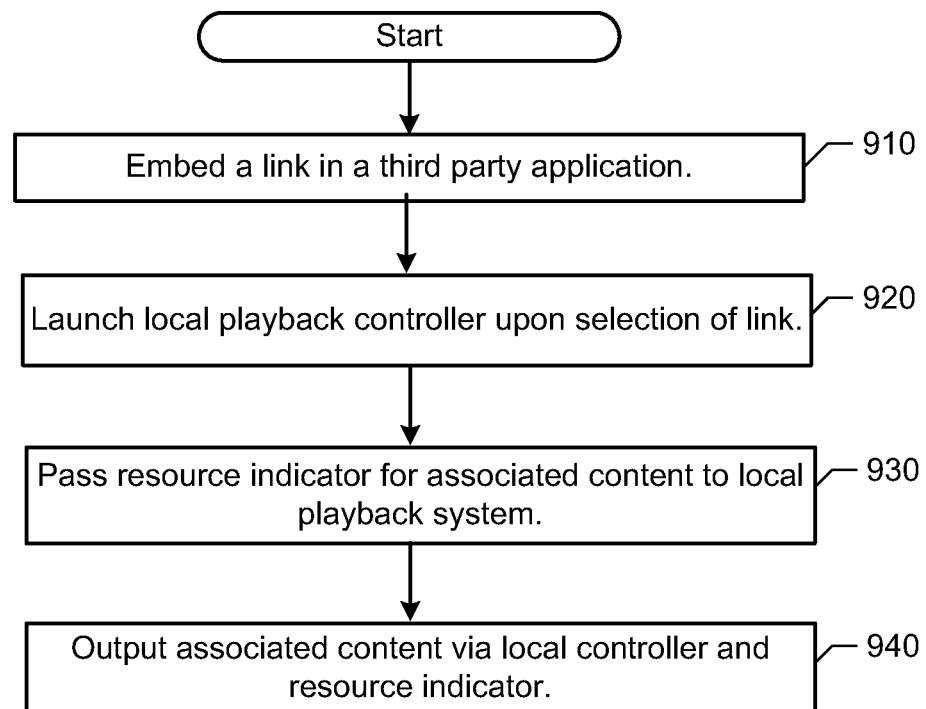 Start
Embed a link in a third party application.
910
Launch local playback controller upon selection of link.
920
Pass resource indicator for associated content to local
playback system.
930
Output associated content via local controller and
resource indicator.
940